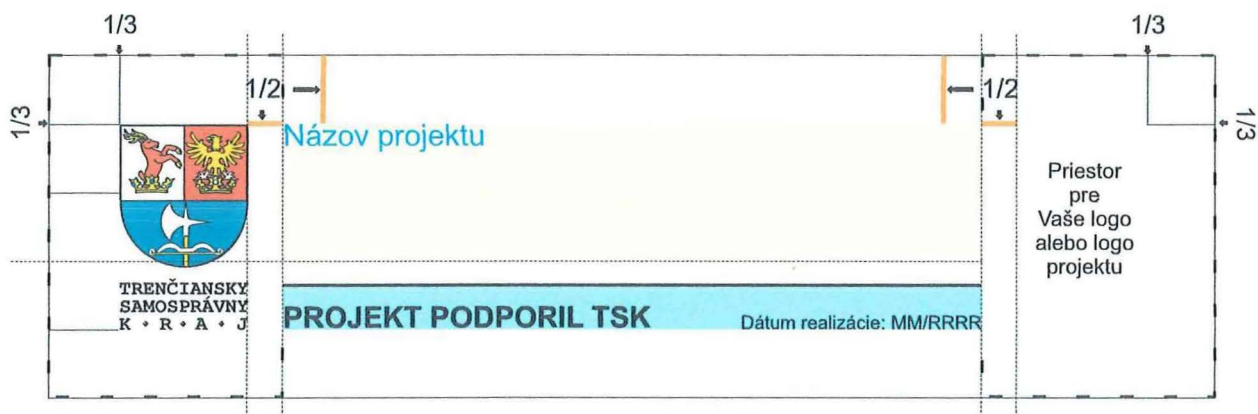 1/3
1/3
1/2
1/2
1/3
1/3
Názov projektu
Priestor
pre
Vaše logo
alebo logo
projektu
TRENČIANSKY
SAMOSPRÁVNY
K • R • A • J
PROJEKT PODPORIL TSK
Dátum realizácie: MM/RRRR